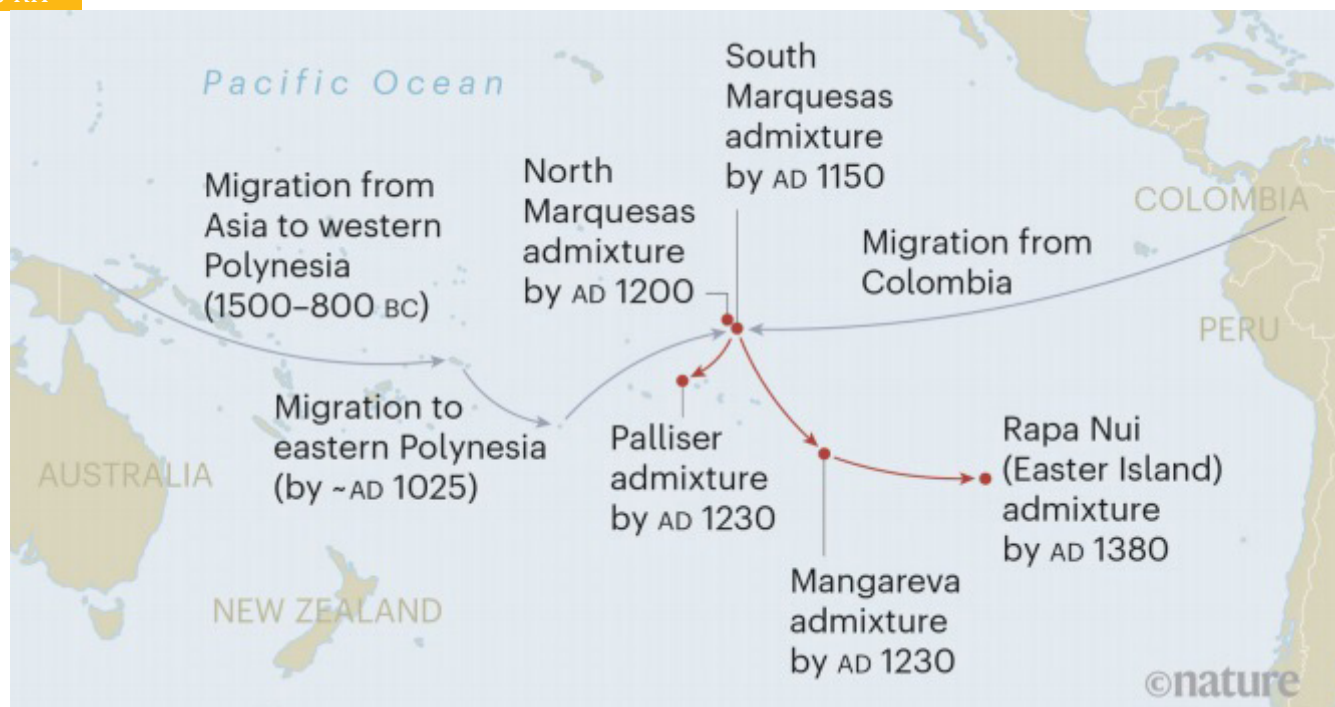 Pacific Ocean
South
Marquesas
admixture
by AD 1150
North
Marquesas
admixture
by AD 1200
Migration from
Asia to western
Polynesia
(1500–800 BC)
COLOMBIA
Migration from
Colombia
PERU
Migration to
eastern Polynesia
(by ~AD 1025)
Palliser
admixture
by AD 1230
Rapa Nui
(Easter Island)
admixture
by AD 1380
AUSTRALIA
Mangareva
admixture
by AD 1230
NEW ZEALAND
©nature